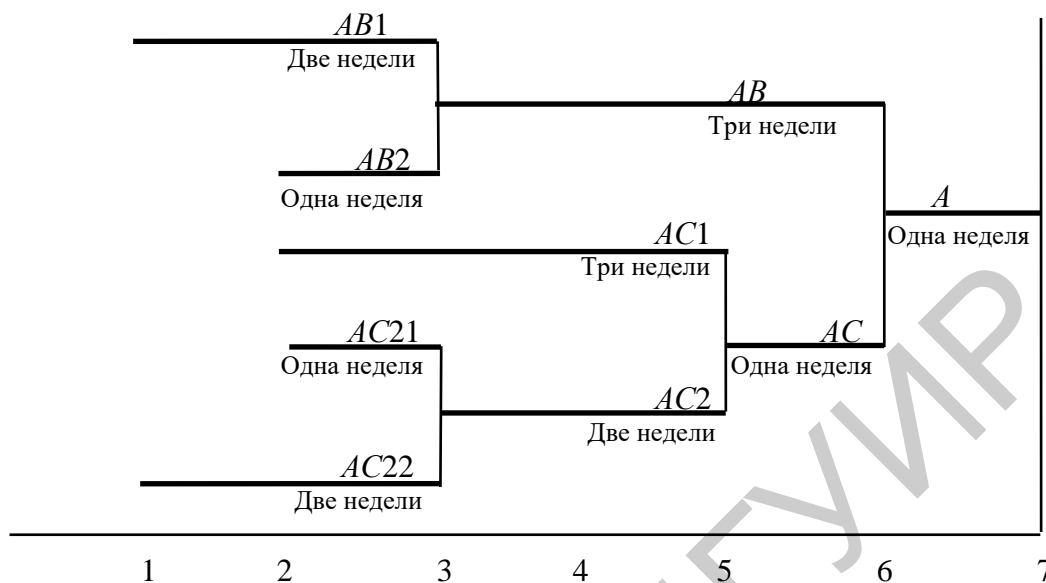 AB1
Две недели
AB
Три недели
AB2
Одна неделя
A
Одна неделя
AC1
Три недели
AC21
Одна неделя
AC
Одна неделя
AC2
Две недели
AC22
Две недели
1 2 3 4 5 6 7
ГУИР